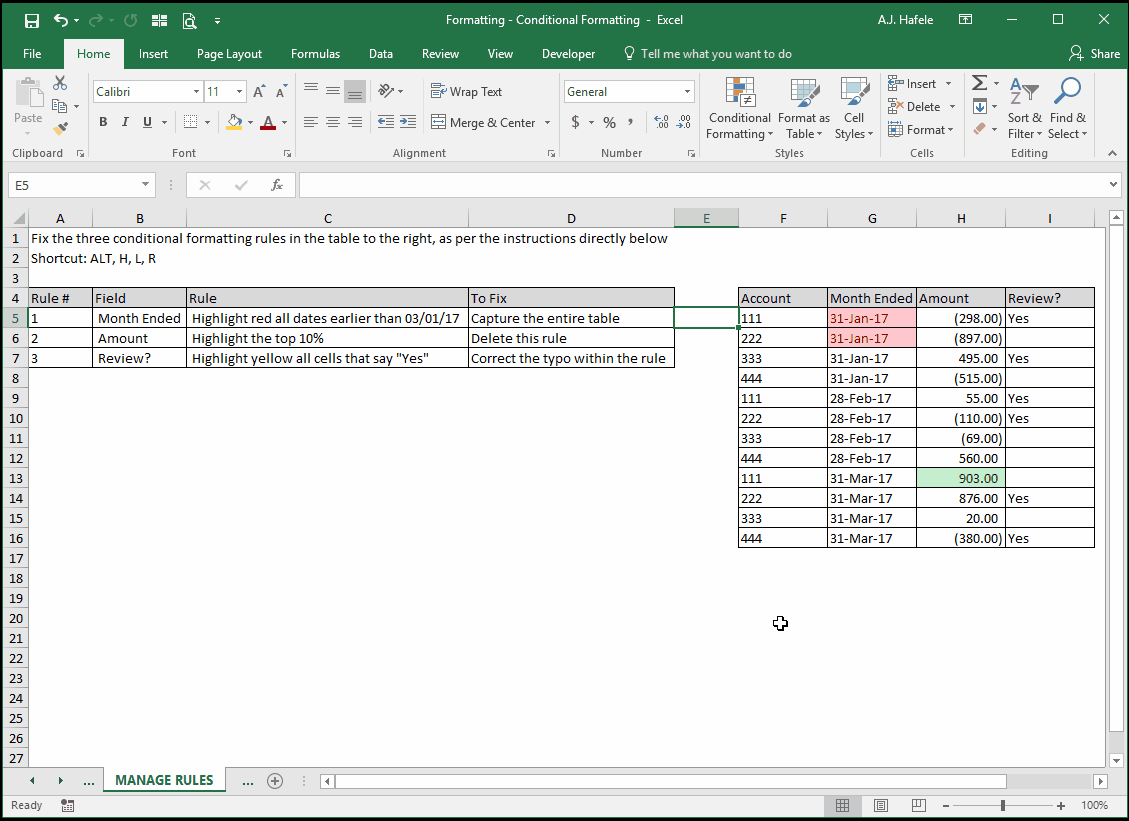 Formatting - Conditional Formatting - Excel
A.J. Hafele
File Home Insert Page Layout Formulas Data Review View Developer Tell me what you want to do Share
Paste
Calibri 11
B I U A
Wrap Text
Merge & Center
General
$ % ,
Conditional Formatting
Format as Table
Cell Styles
Insert
Delete
Format
Sort & Filter
Find & Select
Clipboard Font Alignment Number Styles Cells Editing
E5 fx
A B C D E F G H I
1 Fix the three conditional formatting rules in the table to the right, as per the instructions directly below
2 Shortcut: ALT, H, L, R
3
4 Rule # Field Rule To Fix Account Month Ended Amount Review?
5 1 Month Ended Highlight red all dates earlier than 03/01/17 Capture the entire table 111 31-Jan-17 (298.00) Yes
6 2 Amount Highlight the top 10% Delete this rule 222 31-Jan-17 (897.00)
7 3 Review? Highlight yellow all cells that say "Yes" Correct the typo within the rule 333 31-Jan-17 495.00 Yes
8 444 31-Jan-17 (515.00)
9 111 28-Feb-17 55.00 Yes
10 222 28-Feb-17 (110.00) Yes
11 333 28-Feb-17 (69.00)
12 444 28-Feb-17 560.00
13 111 31-Mar-17 903.00
14 222 31-Mar-17 876.00 Yes
15 333 31-Mar-17 20.00
16 444 31-Mar-17 (380.00) Yes
17
18
19
20
21
22
23
24
25
26
27
... MANAGE RULES ...
Ready 100%